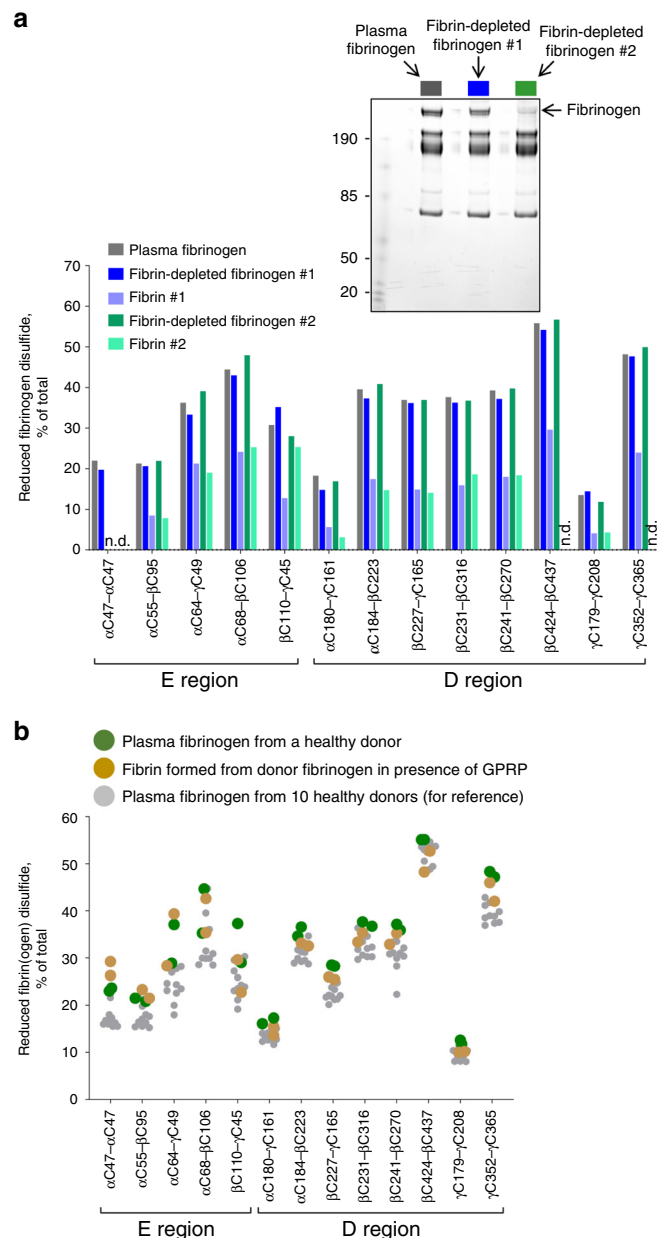 a
Plasma
fibrinogen
Fibrin-depleted
fibrinogen #1
Fibrin-depleted
fibrinogen #2
Fibrinogen
190
85
50
20
Plasma fibrinogen
Fibrin-depleted fibrinogen #1
Fibrin #1
Fibrin-depleted fibrinogen #2
Fibrin #2
Reduced fibrinogen disulfide,
% of total
70
60
50
40
30
20
10
0
n.d.
n.d.
n.d.
αC47–αC47
αC55–βC95
αC64–γC49
αC68–βC106
βC110–γC45
αC180–γC161
αC184–βC223
βC227–γC165
βC231–βC316
βC241–βC270
βC424–βC437
γC179–γC208
γC352–γC365
E region
D region
b
Plasma fibrinogen from a healthy donor
Fibrin formed from donor fibrinogen in presence of GPRP
Plasma fibrinogen from 10 healthy donors (for reference)
Reduced fibrin(ogen) disulfide,
% of total
60
50
40
30
20
10
0
αC47–αC47
αC55–βC95
αC64–γC49
αC68–βC106
βC110–γC45
αC180–γC161
αC184–βC223
βC227–γC165
βC231–βC316
βC241–βC270
βC424–βC437
γC179–γC208
γC352–γC365
E region
D region